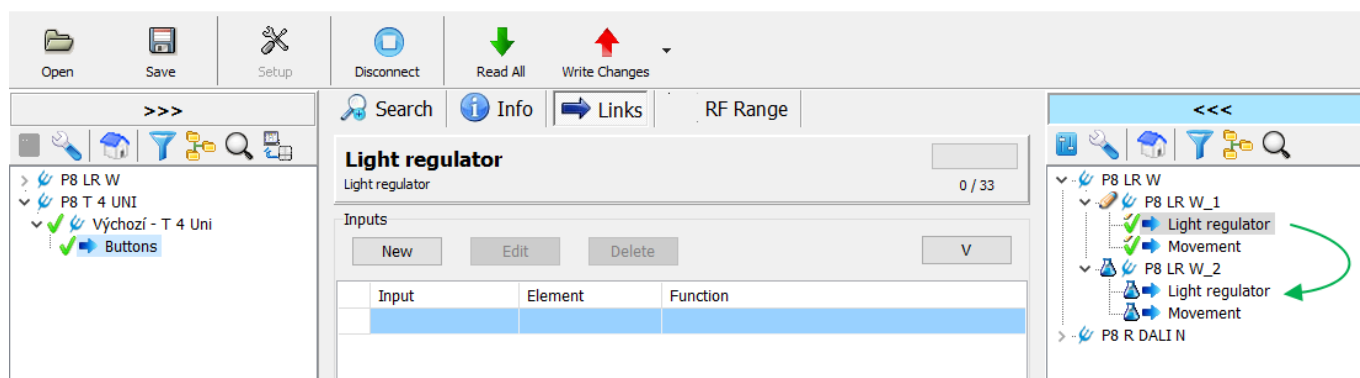 Open
Save
Setup
Disconnect
Read All
Write Changes
>>>
P8 LR W
P8 T 4 UNI
Výchozí - T 4 Uni
Buttons
Search
Info
Links
RF Range
Light regulator
Light regulator
0 / 33
Inputs
New
Edit
Delete
V
Input
Element
Function
<<<
P8 LR W
P8 LR W_1
Light regulator
Movement
P8 LR W_2
Light regulator
Movement
P8 R DALI N